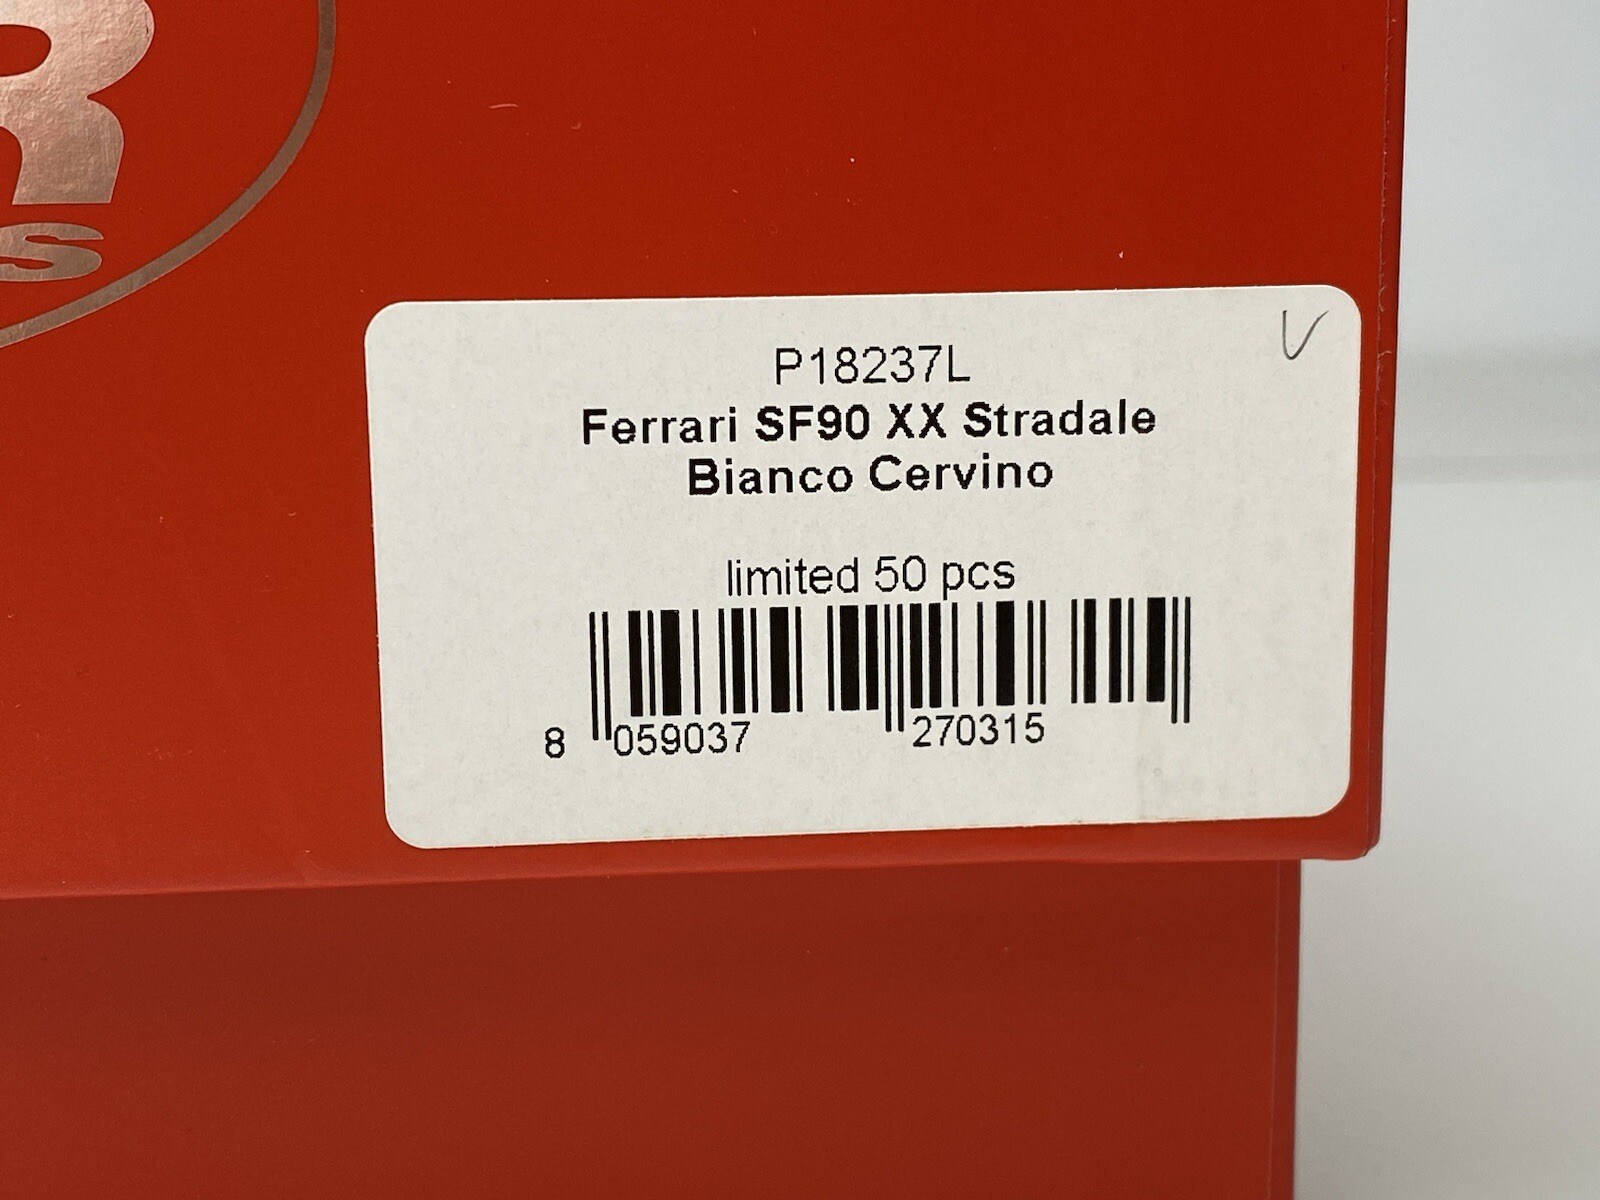 R
S
P18237L
Ferrari SF90 XX Stradale
Bianco Cervino
limited 50 pcs
8 059037 270315